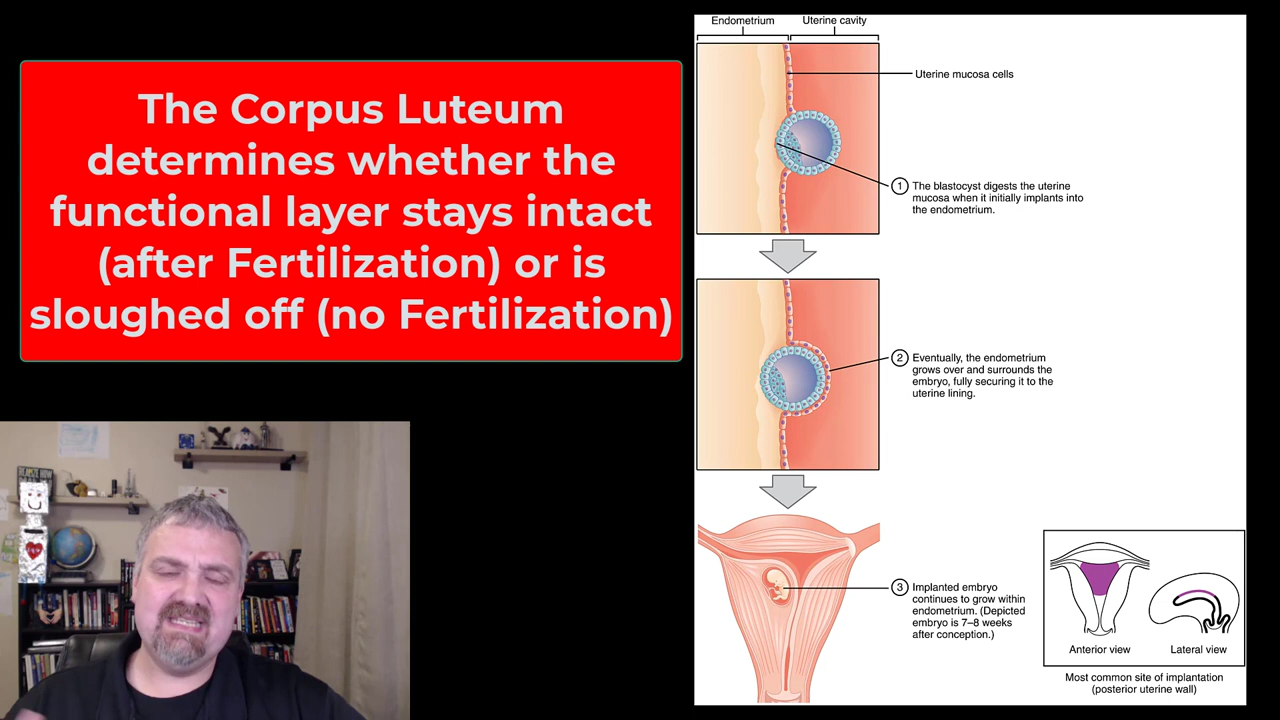 The Corpus Luteum
determines whether the
functional layer stays intact
(after Fertilization) or is
sloughed off (no Fertilization)
Endometrium
Uterine cavity
Uterine mucosa cells
1 The blastocyst digests the uterine
mucosa when it initially implants into
the endometrium.
2 Eventually, the endometrium
grows over and surrounds the
embryo, fully securing it to the
uterine lining.
3 Implanted embryo
continues to grow within
endometrium. (Depicted
embryo is 7–8 weeks
after conception.)
Anterior view
Lateral view
Most common site of implantation
(posterior uterine wall)